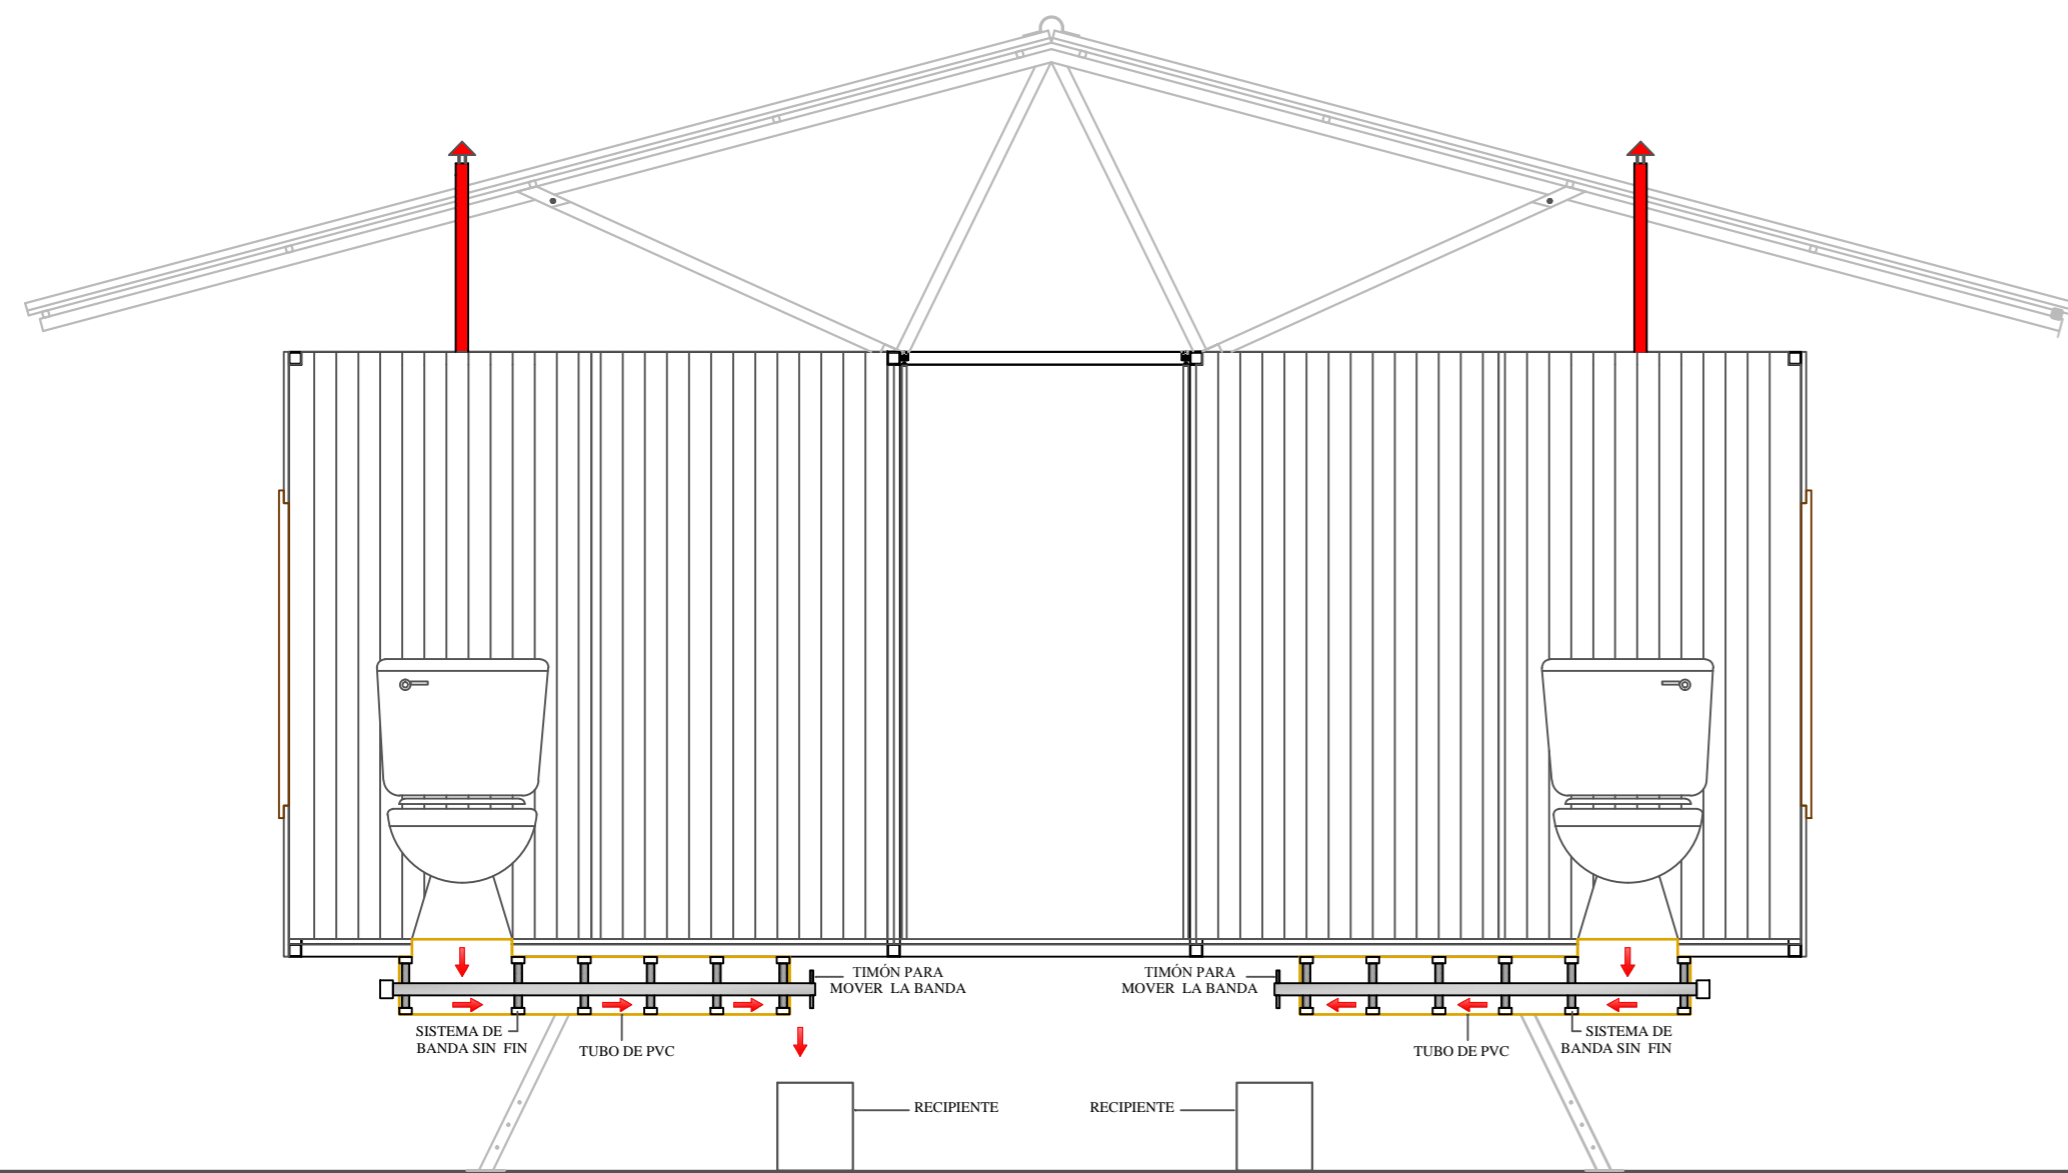 TIMÓN PARA
MOVER LA BANDA
TIMÓN PARA
MOVER LA BANDA
SISTEMA DE
BANDA SIN FIN
TUBO DE PVC
TUBO DE PVC
SISTEMA DE
BANDA SIN FIN
RECIPIENTE
RECIPIENTE